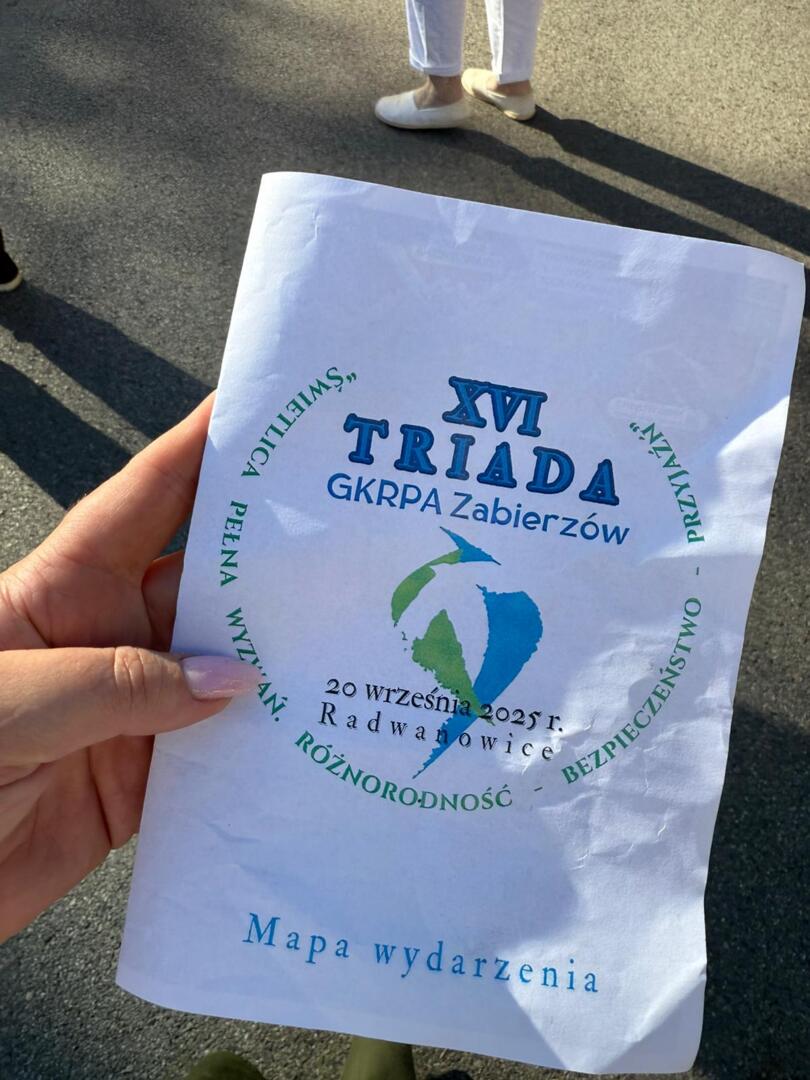 XVI
TRIADA
GKRPA Zabierzów
20 września 2025 r.
Radwanowice
„ŚWIETLICA PEŁNA WYZWAŃ. RÓŻNORODNOŚĆ - BEZPIECZEŃSTWO - PRZYJAŹŃ”
Mapa wydarzenia